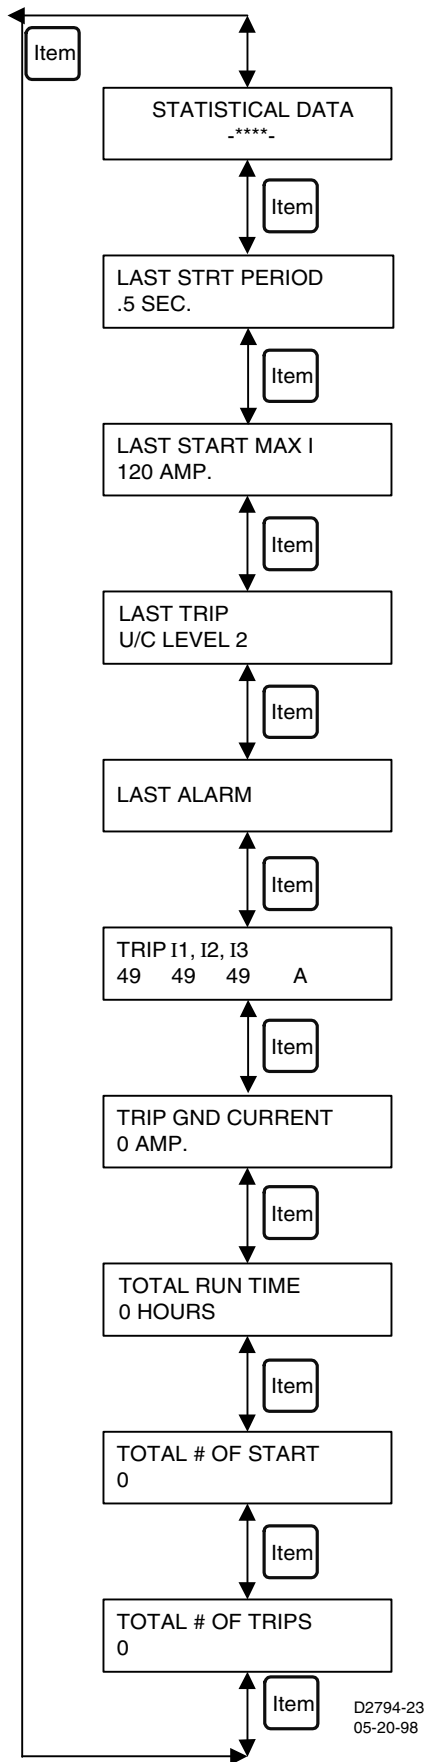 Item
STATISTICAL DATA
-****-
Item
LAST STRT PERIOD
.5 SEC.
Item
LAST START MAX I
120 AMP.
Item
LAST TRIP
U/C LEVEL 2
Item
LAST ALARM
Item
TRIP I1, I2, I3
49 49 49 A
Item
TRIP GND CURRENT
0 AMP.
Item
TOTAL RUN TIME
0 HOURS
Item
TOTAL # OF START
0
Item
TOTAL # OF TRIPS
0
Item
D2794-23
05-20-98